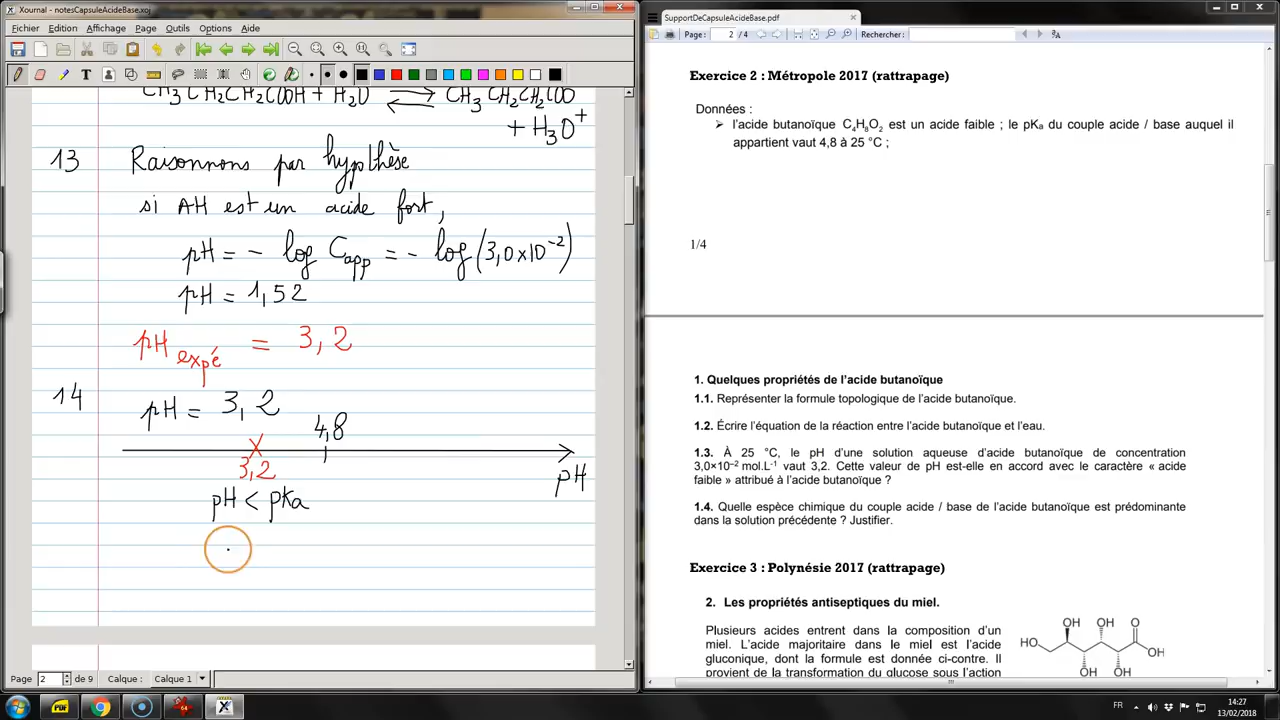 Xournal - notesCapsulesAcideBase.xoj
Fichier Edition Affichage Page Outils Options Aide
CH3 CH2 CH2 COOH + H2O ⇌ CH3 CH2 CH2 COO
+ H3O+
13 Raisonnons par hypothèse
si AH est un acide fort,
pH = - log Capp = - log (3,0×10⁻²)
pH = 1,52
pH expé = 3,2
14 pH = 3,2
4,8
3,2
pH
pH < pKa
Page 2 de 9 Calque : Calque 1
SupportDeCapsuleAcideBase.pdf
Page: 2 / 4 Rechercher:
Exercice 2 : Métropole 2017 (rattrapage)
Données :
➢ l'acide butanoïque C4H8O2 est un acide faible ; le pKa du couple acide / base auquel il
appartient vaut 4,8 à 25 °C ;
1/4
1. Quelques propriétés de l'acide butanoïque
1.1. Représenter la formule topologique de l'acide butanoïque.
1.2. Écrire l'équation de la réaction entre l'acide butanoïque et l'eau.
1.3. À 25 °C, le pH d'une solution aqueuse d'acide butanoïque de concentration
3,0×10⁻² mol.L⁻¹ vaut 3,2. Cette valeur de pH est-elle en accord avec le caractère « acide
faible » attribué à l'acide butanoïque ?
1.4. Quelle espèce chimique du couple acide / base de l'acide butanoïque est prédominante
dans la solution précédente ? Justifier.
Exercice 3 : Polynésie 2017 (rattrapage)
2. Les propriétés antiseptiques du miel.
Plusieurs acides entrent dans la composition d'un
miel. L'acide majoritaire dans le miel est l'acide
gluconique, dont la formule est donnée ci-contre. Il
provient de la transformation du glucose sous l'action
OH OH O
HO OH
OH OH
FR 14:27
13/02/2018